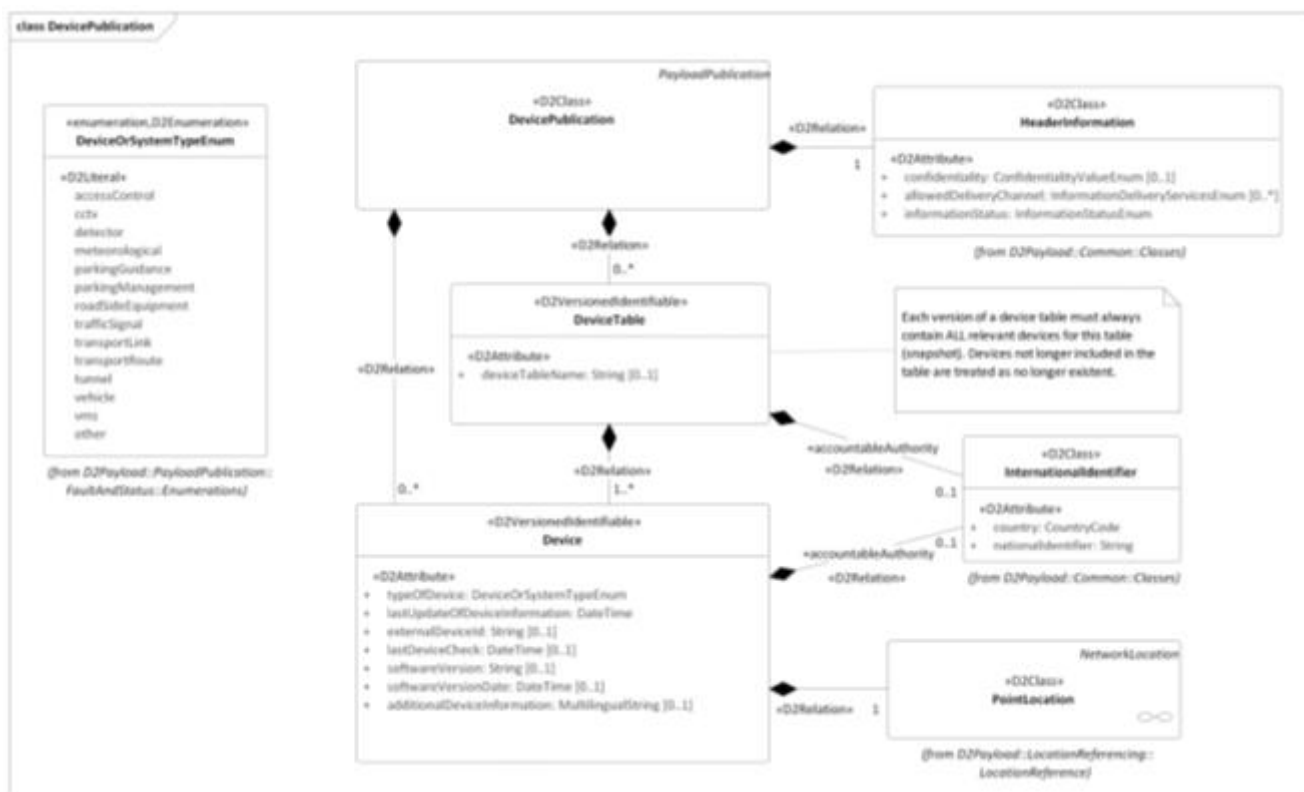 class DevicePublication
«enumeration,D2Enumeration»
DeviceOrSystemTypeEnum
«D2Literal»
accessControl
cctv
detector
meteorological
parkingGuidance
parkingManagement
roadSideEquipment
trafficSignal
transportLink
transportRoute
tunnel
vehicle
vms
other
(from D2Payload::PayloadPublication::
FaultAndStatus::Enumerations)
PayloadPublication
«D2Class»
DevicePublication
«D2Relation»
1
«D2Class»
HeaderInformation
«D2Attribute»
+ confidentiality: ConfidentialityValueEnum [0..1]
+ allowedDeliveryChannel: InformationDeliveryServicesEnum [0..*]
+ informationStatus: InformationStatusEnum
(from D2Payload::Common::Classes)
«D2Relation»
0..*
«D2VersionedIdentifiable»
DeviceTable
«D2Attribute»
+ deviceTableName: String [0..1]
Each version of a device table must always
contain ALL relevant devices for this table
(snapshot). Devices not longer included in the
table are treated as no longer existent.
«D2Relation»
0..*
«D2Relation»
1..*
+accountableAuthority
«D2Relation»
0..1
«D2Class»
InternationalIdentifier
«D2Attribute»
+ country: CountryCode
+ nationalIdentifier: String
(from D2Payload::Common::Classes)
0..1
+accountableAuthority
«D2Relation»
«D2VersionedIdentifiable»
Device
«D2Attribute»
+ typeOfDevice: DeviceOrSystemTypeEnum
+ lastUpdateOfDeviceInformation: DateTime
+ externalDeviceId: String [0..1]
+ lastDeviceCheck: DateTime [0..1]
+ softwareVersion: String [0..1]
+ softwareVersionDate: DateTime [0..1]
+ additionalDeviceInformation: MultilingualString [0..1]
«D2Relation»
1
NetworkLocation
«D2Class»
PointLocation
(from D2Payload::LocationReferencing::
LocationReference)